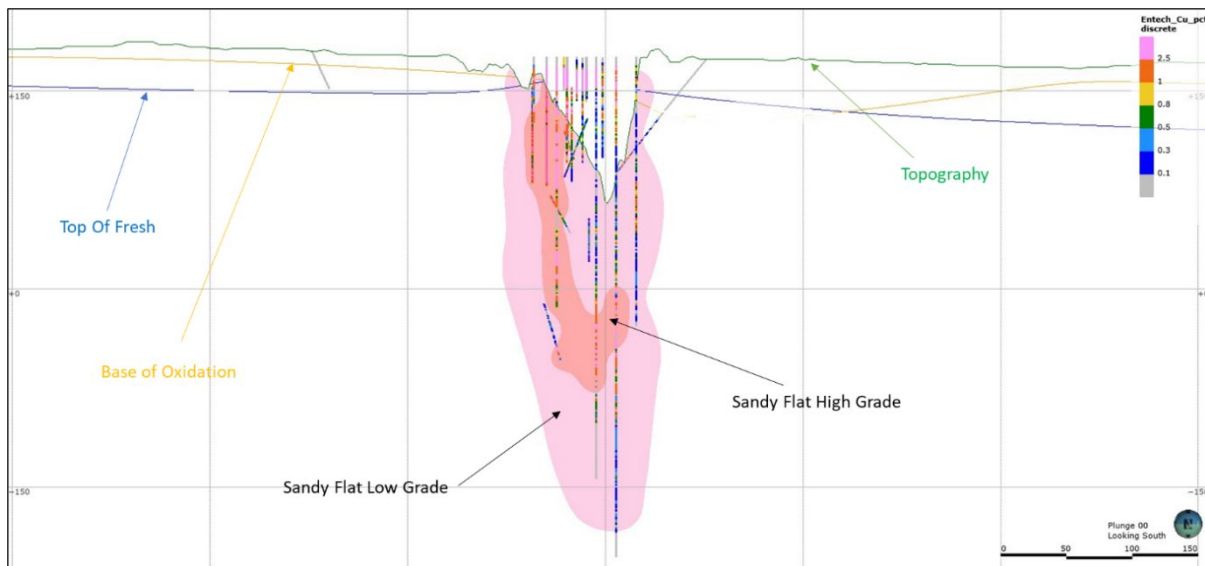 Entech_Cu_pct
discrete
2.5
1
0.8
0.5
0.3
0.1
+150
Topography
Top Of Fresh
+0
Base of Oxidation
Sandy Flat High Grade
Sandy Flat Low Grade
-150
-150
Plunge 00
Looking South
N
0 50 100 150